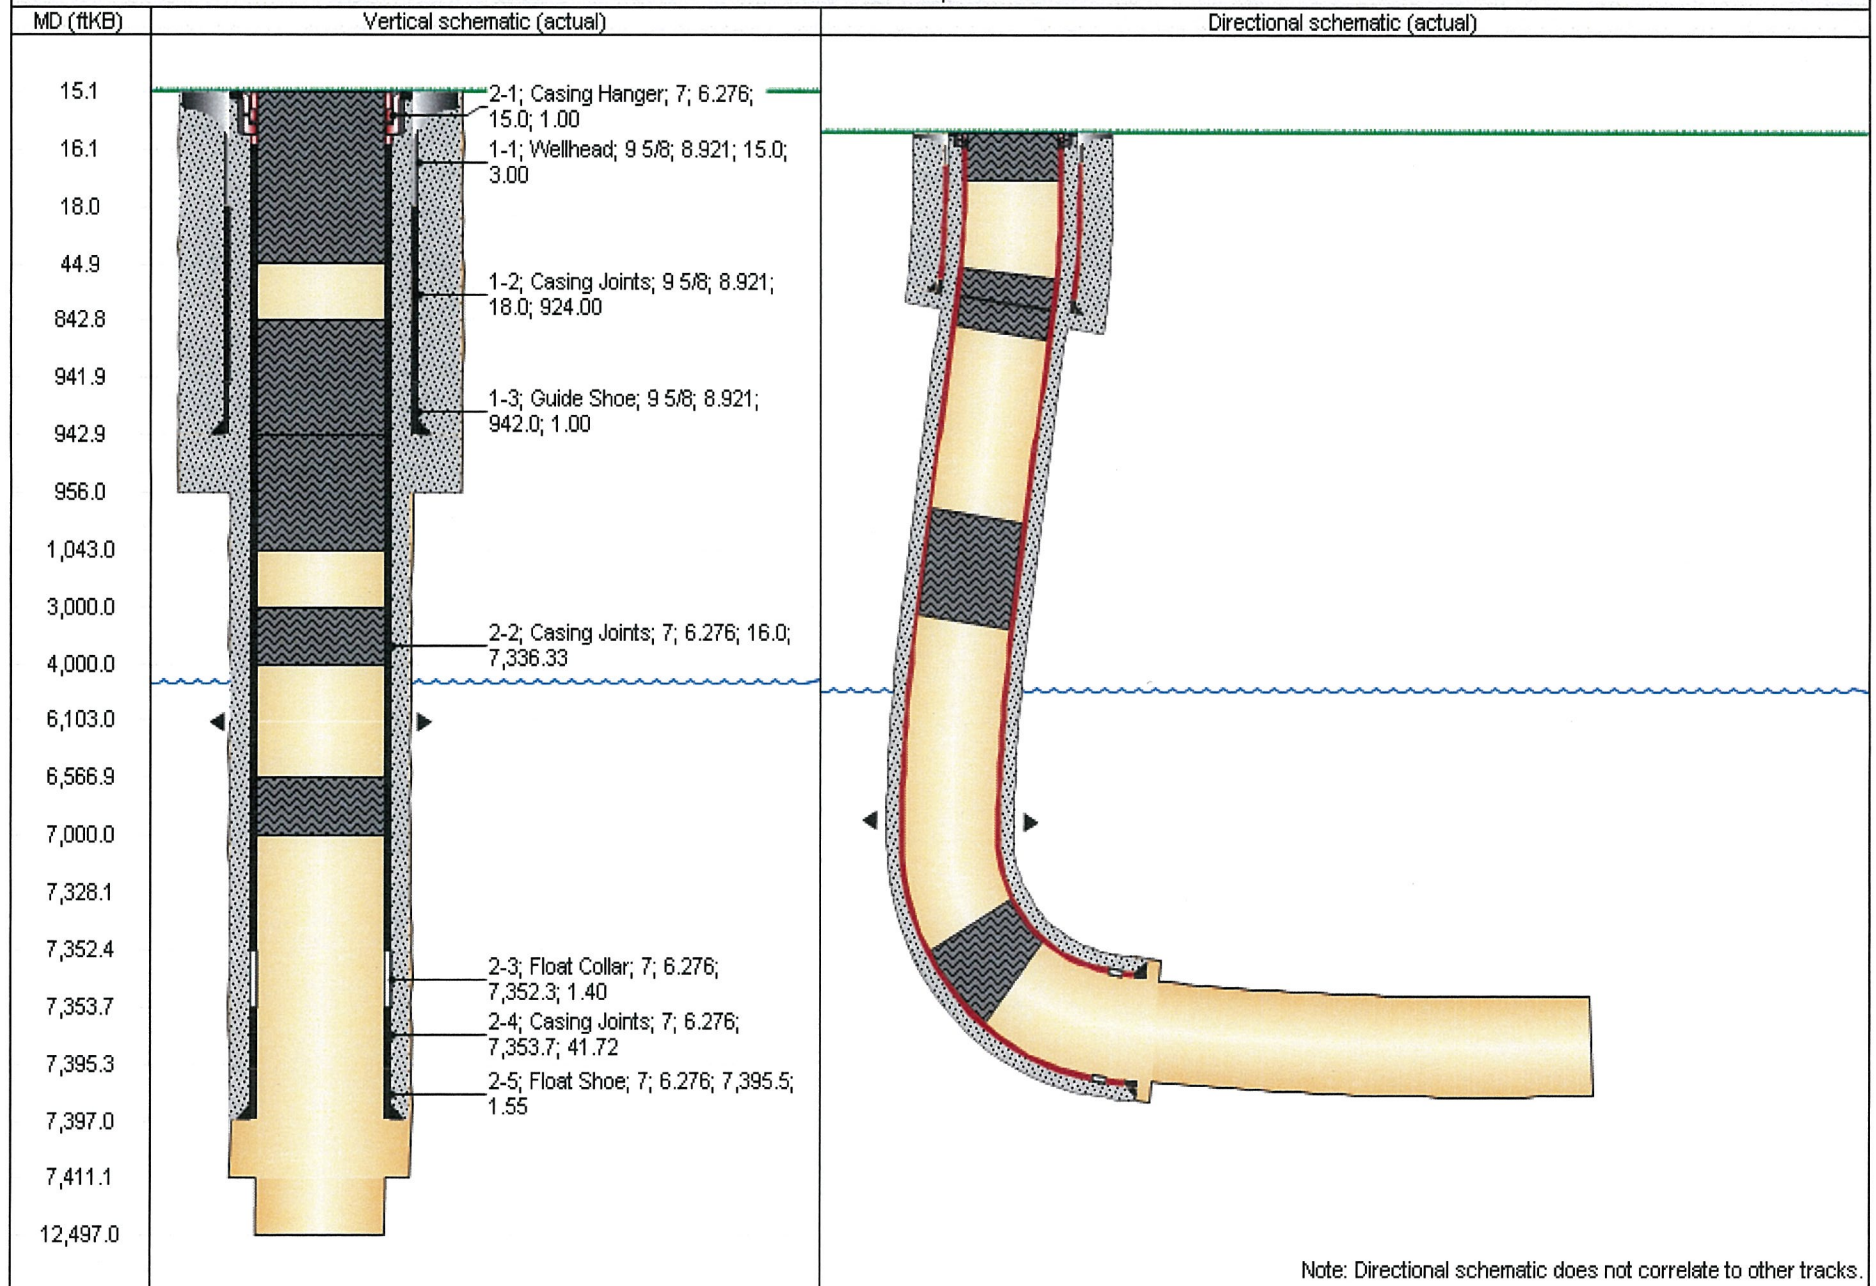 MD (ftKB)
Vertical schematic (actual)
Directional schematic (actual)
15.1
16.1
18.0
44.9
842.8
941.9
942.9
956.0
1,043.0
3,000.0
4,000.0
6,103.0
6,566.9
7,000.0
7,328.1
7,352.4
7,353.7
7,395.3
7,397.0
7,411.1
12,497.0
2-1; Casing Hanger; 7; 6.276;
15.0; 1.00
1-1; Wellhead; 9 5/8; 8.921; 15.0;
3.00
1-2; Casing Joints; 9 5/8; 8.921;
18.0; 924.00
1-3; Guide Shoe; 9 5/8; 8.921;
942.0; 1.00
2-2; Casing Joints; 7; 6.276; 16.0;
7,336.33
2-3; Float Collar; 7; 6.276;
7,352.3; 1.40
2-4; Casing Joints; 7; 6.276;
7,353.7; 41.72
2-5; Float Shoe; 7; 6.276; 7,395.5;
1.55
Note: Directional schematic does not correlate to other tracks.